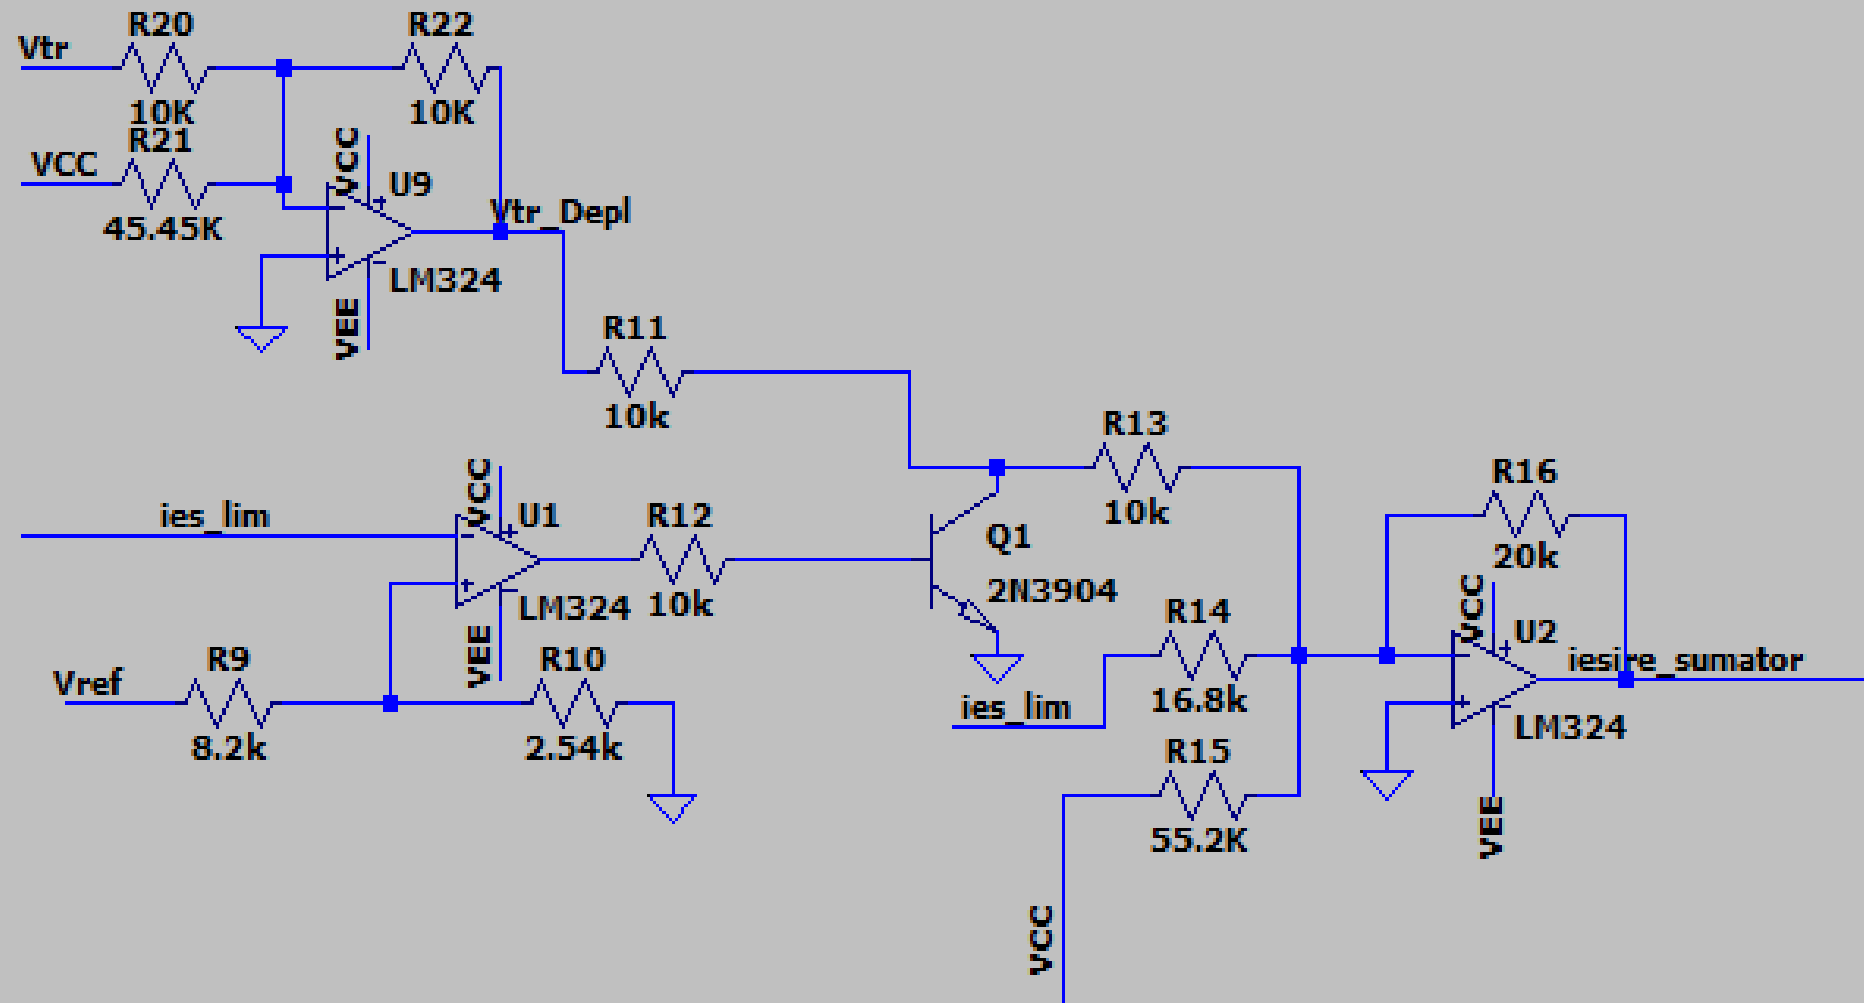 R20
R22
Vtr
10K
10K
R21
VCC
VCC
U9
45.45K
Vtr_Depl
LM324
VEE
R11
10k
R13
10k
VCC
ies_lim
U1
R12
R16
20k
Q1
LM324
10k
2N3904
VCC
R14
U2
VEE
R9
R10
iesire_sumator
Vref
16.8k
ies_lim
LM324
8.2k
2.54k
R15
55.2K
VEE
VCC